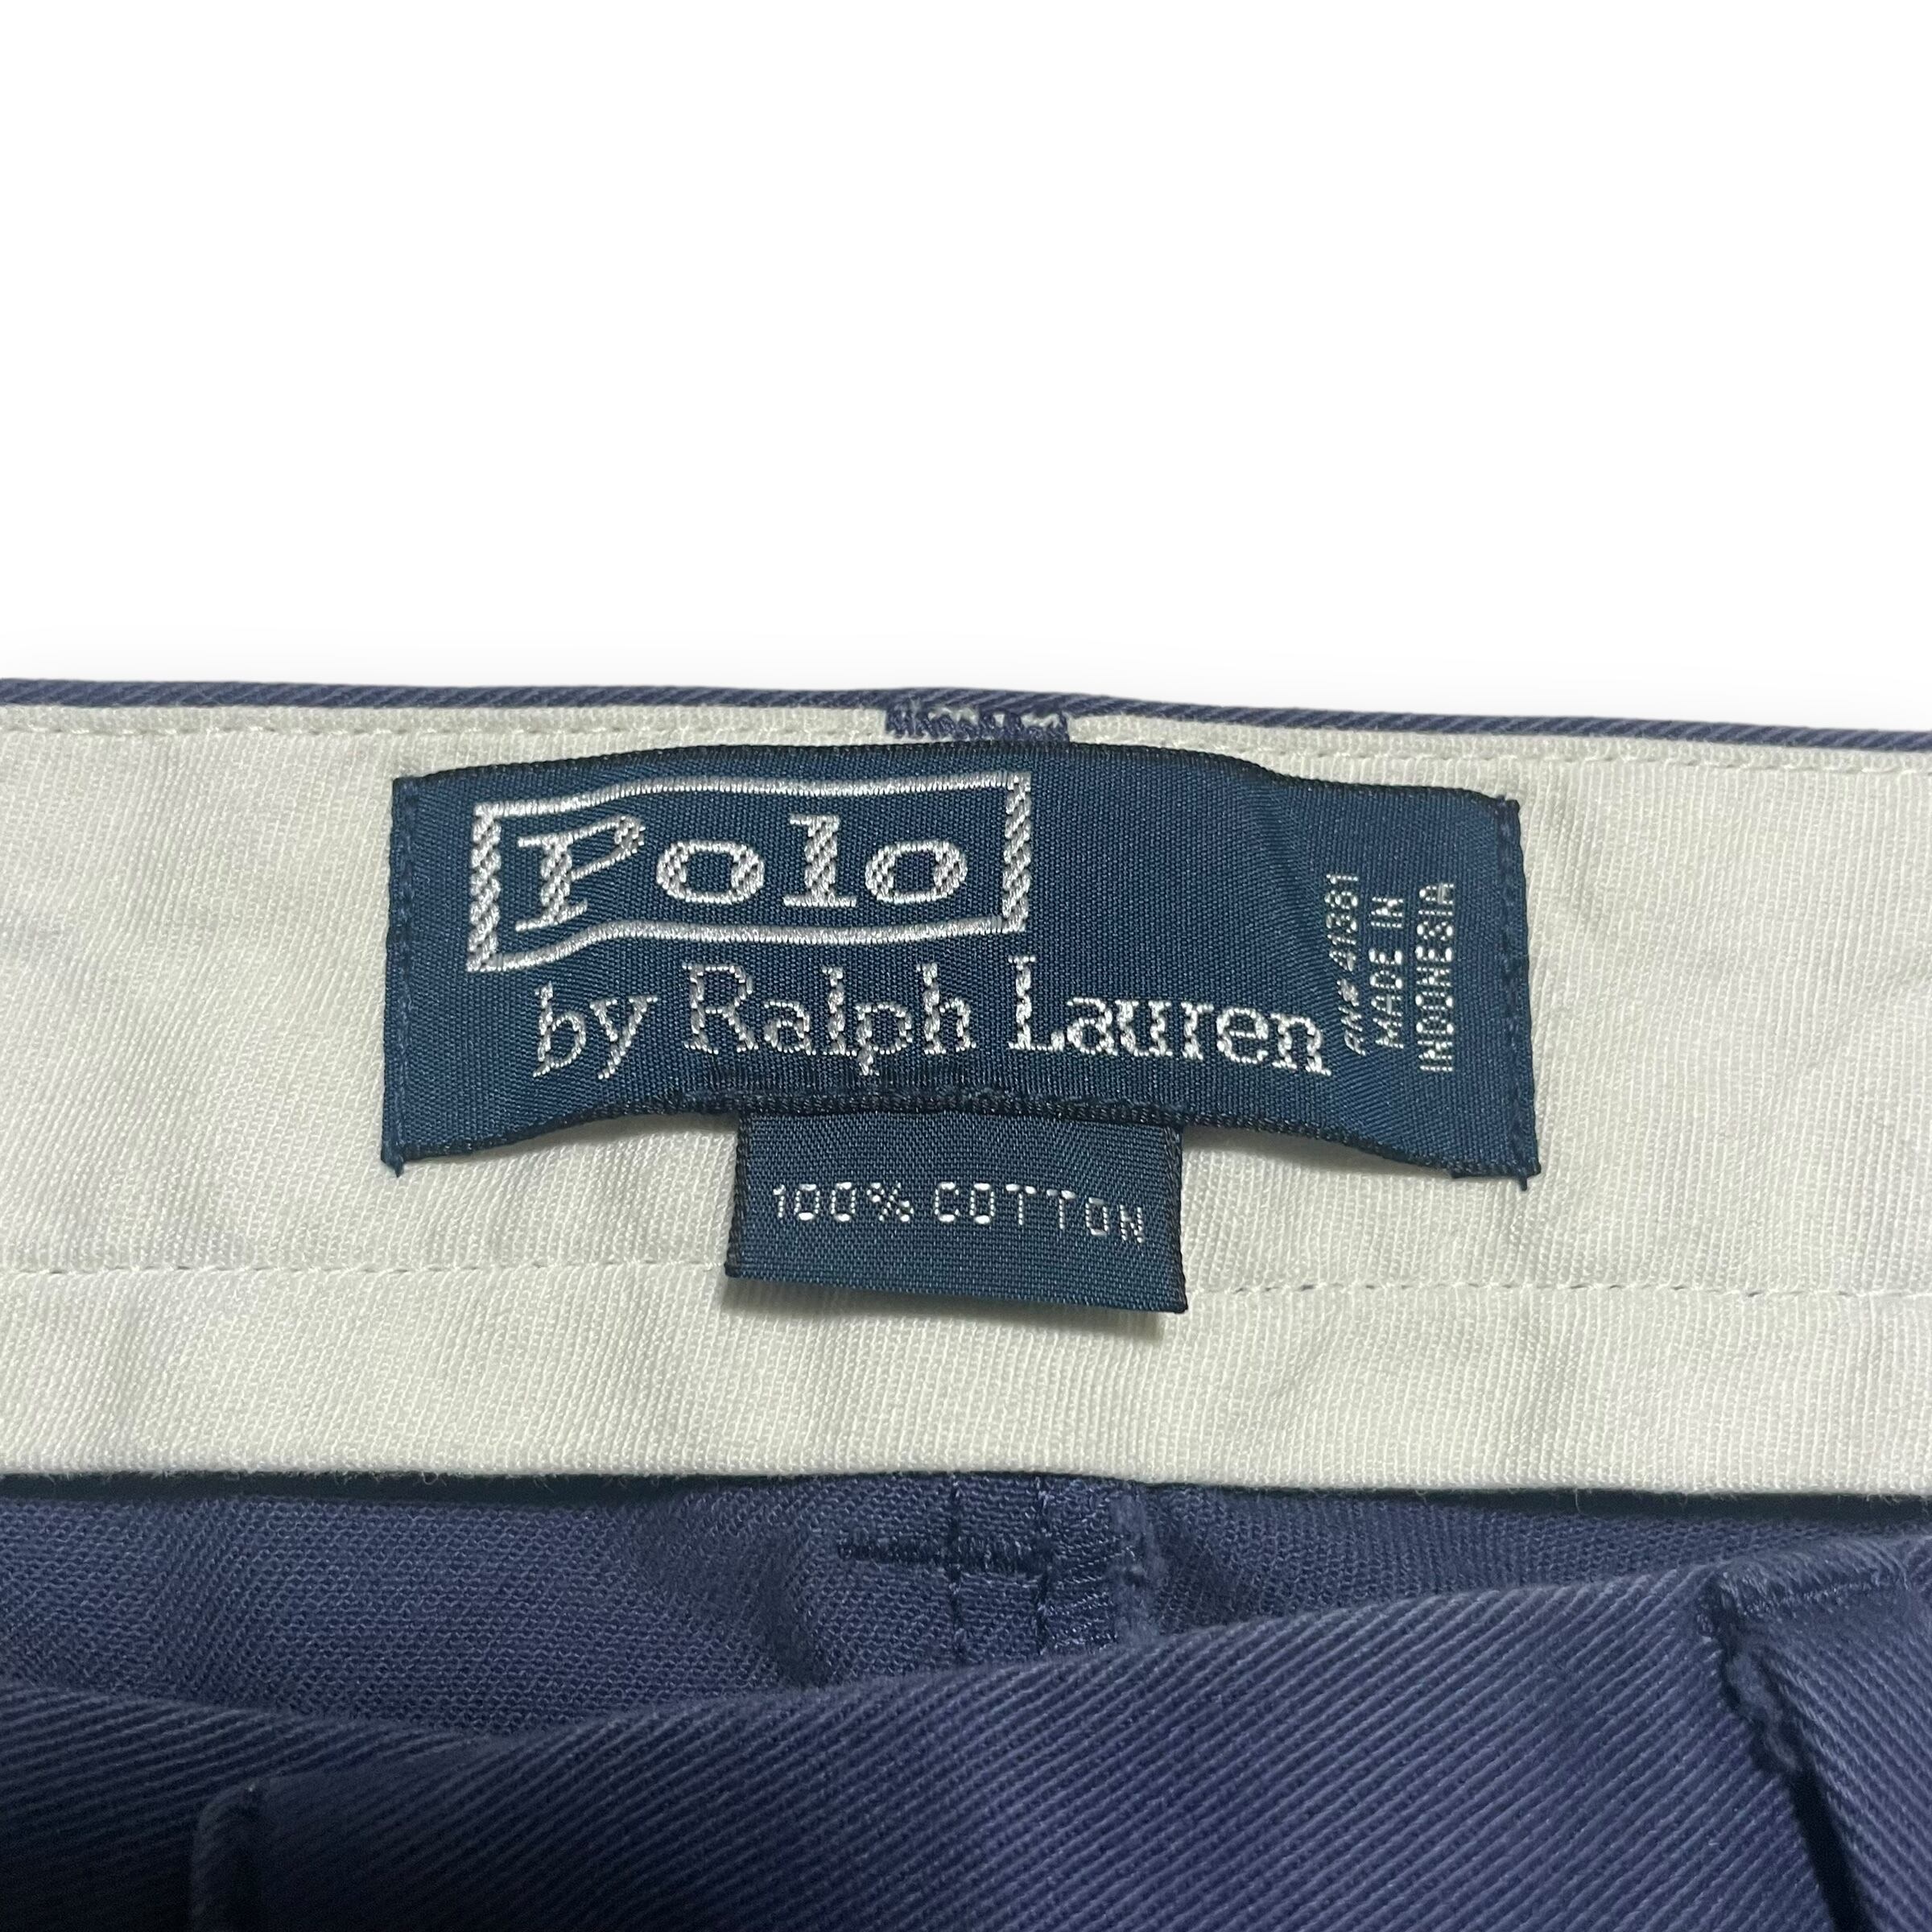 Polo
by Ralph Lauren
RN# 41381
MADE IN
INDONESIA
100% COTTON